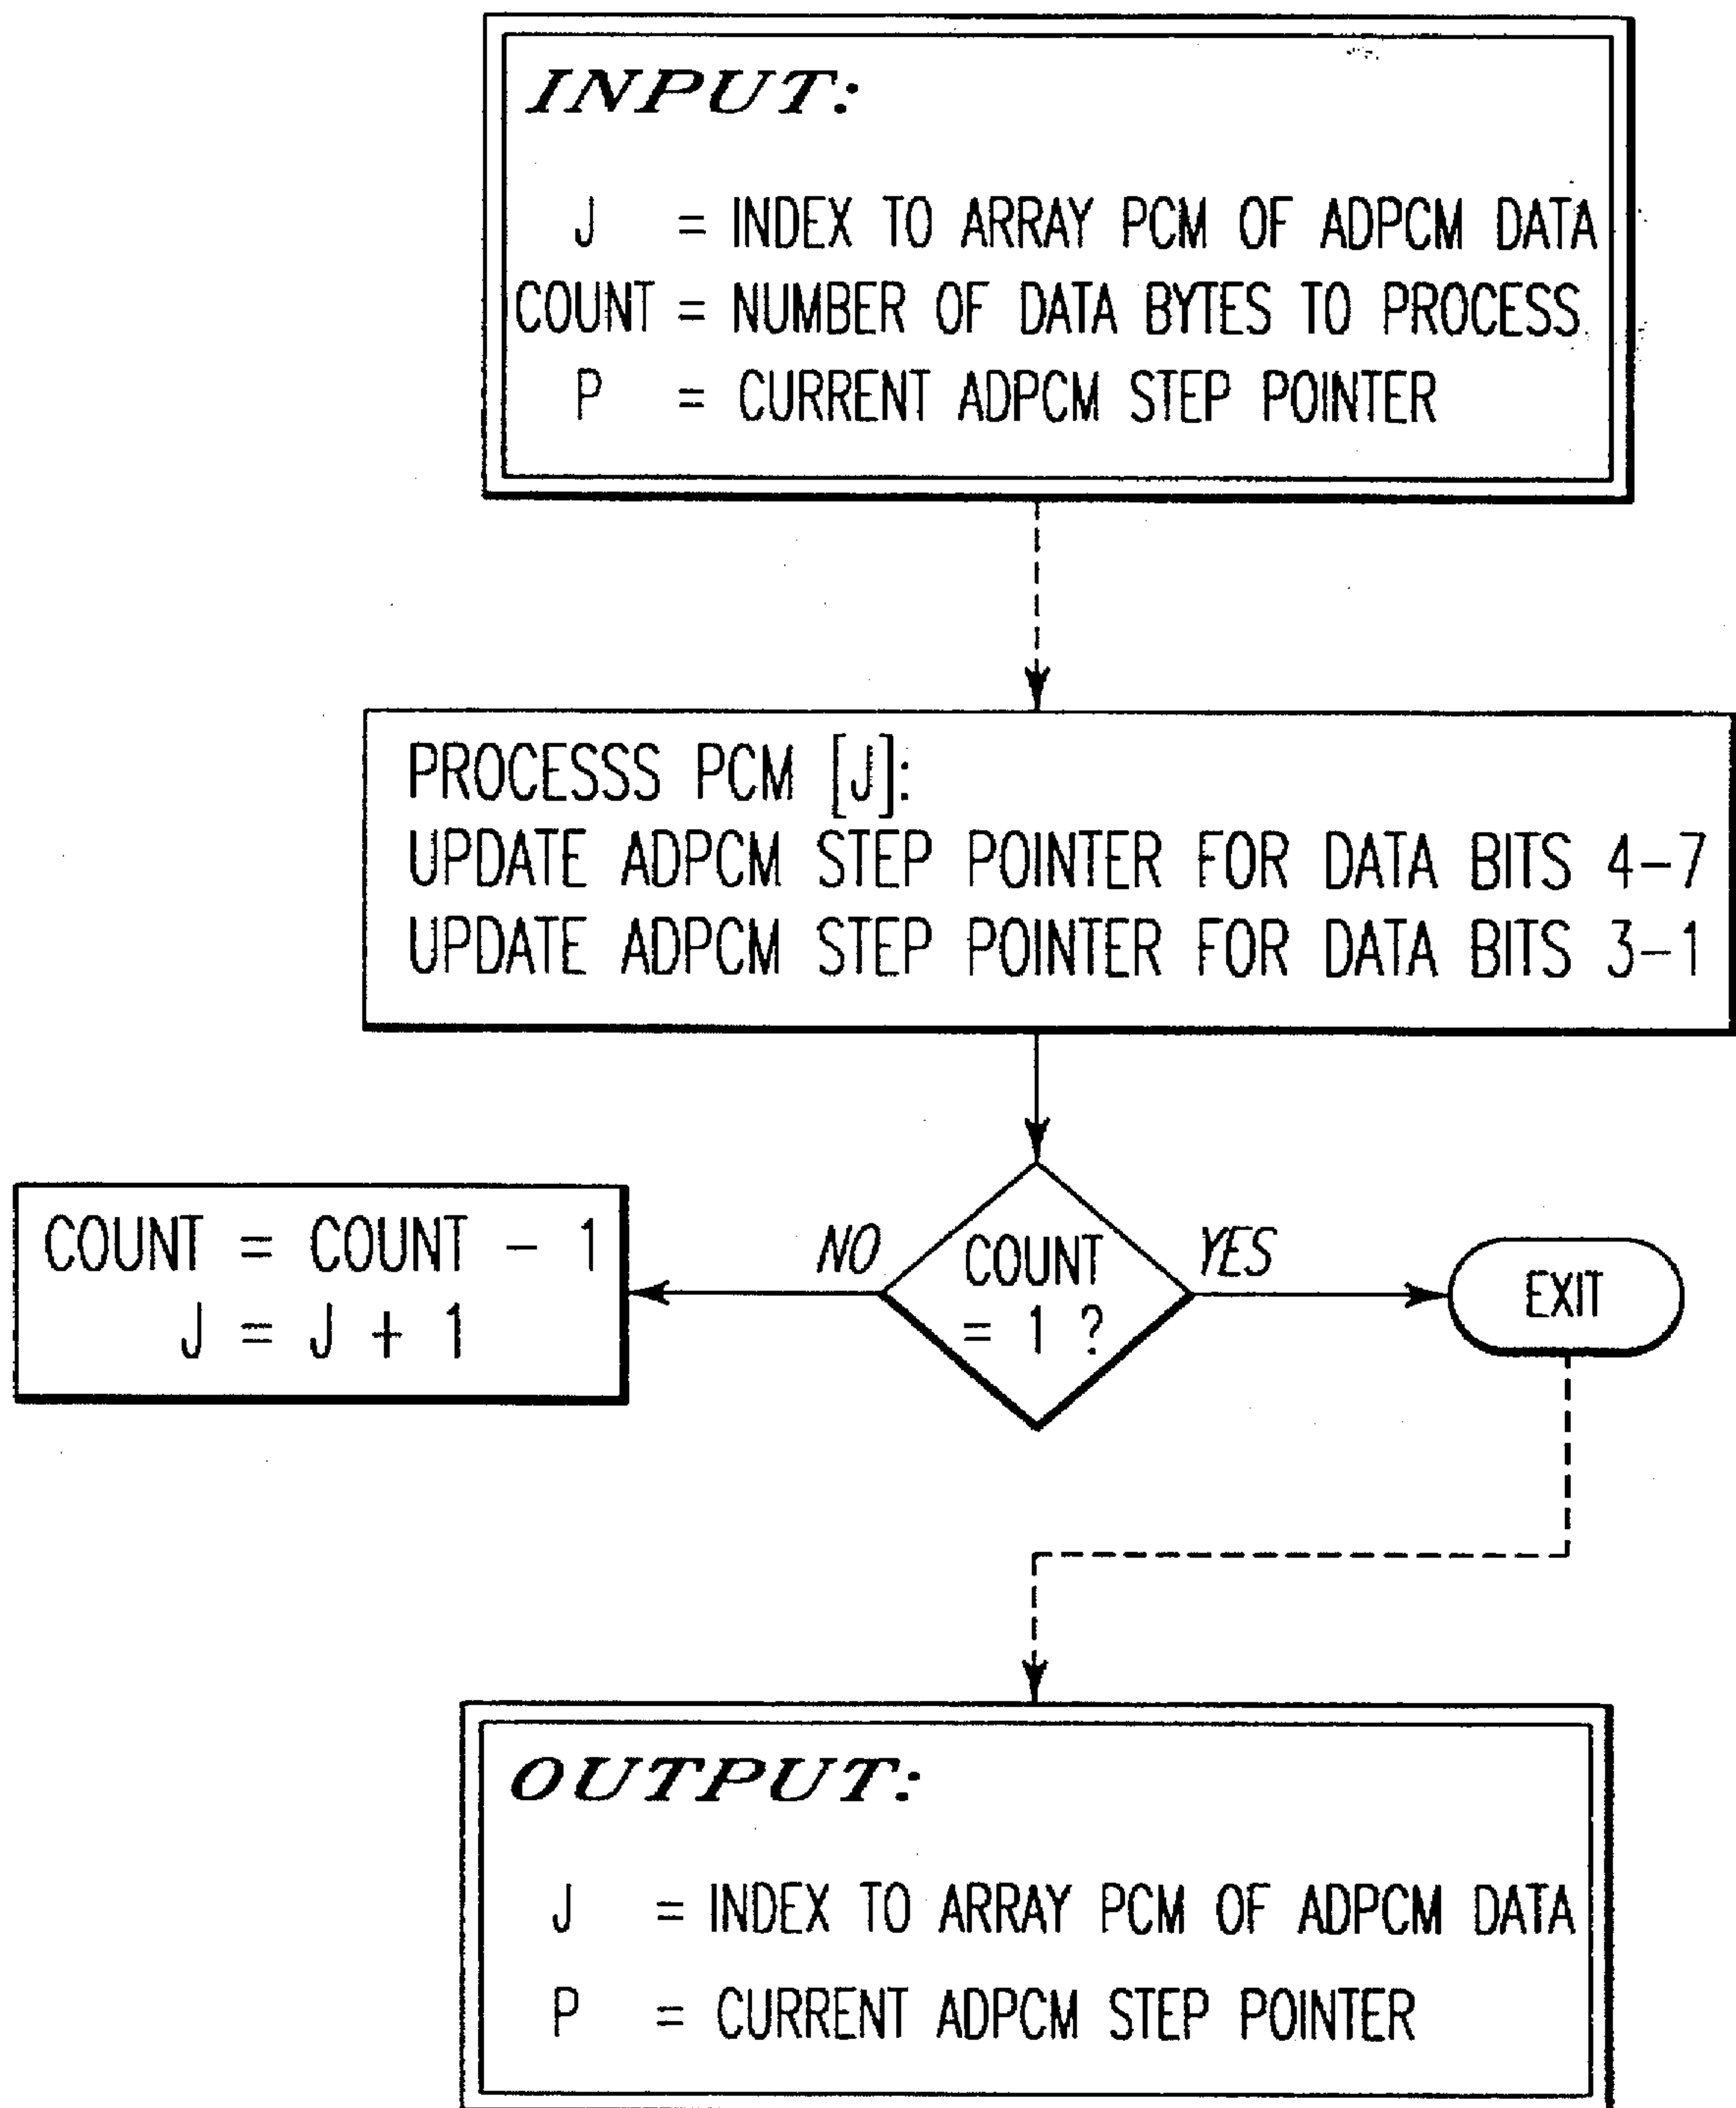 INPUT:
J = INDEX TO ARRAY PCM OF ADPCM DATA
COUNT = NUMBER OF DATA BYTES TO PROCESS
P = CURRENT ADPCM STEP POINTER
PROCESSS PCM [J]:
UPDATE ADPCM STEP POINTER FOR DATA BITS 4-7
UPDATE ADPCM STEP POINTER FOR DATA BITS 3-1
COUNT = COUNT - 1
J = J + 1
NO
COUNT
= 1 ?
YES
EXIT
OUTPUT:
J = INDEX TO ARRAY PCM OF ADPCM DATA
P = CURRENT ADPCM STEP POINTER